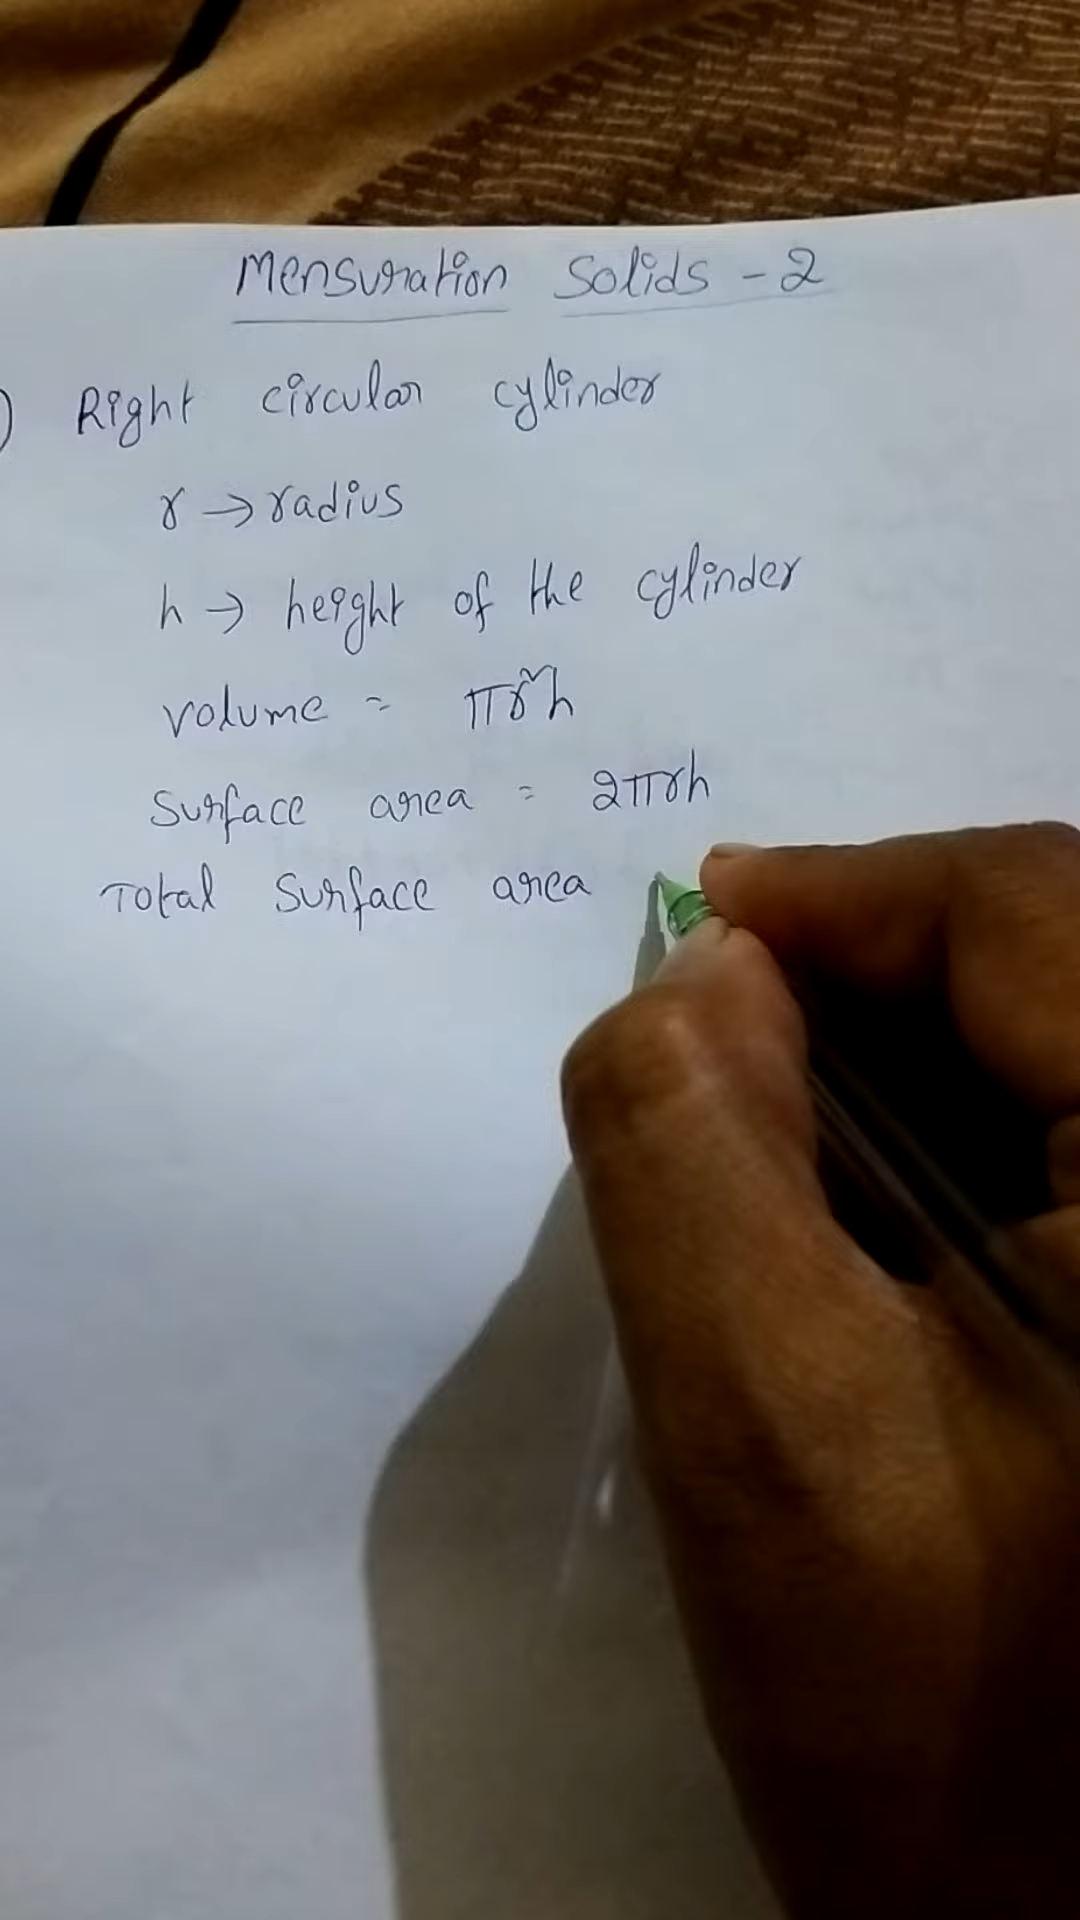 Mensuration Solids - 2
) Right circular cylinder
r → radius
h → height of the cylinder
volume = πr²h
Surface area = 2πrh
Total Surface area